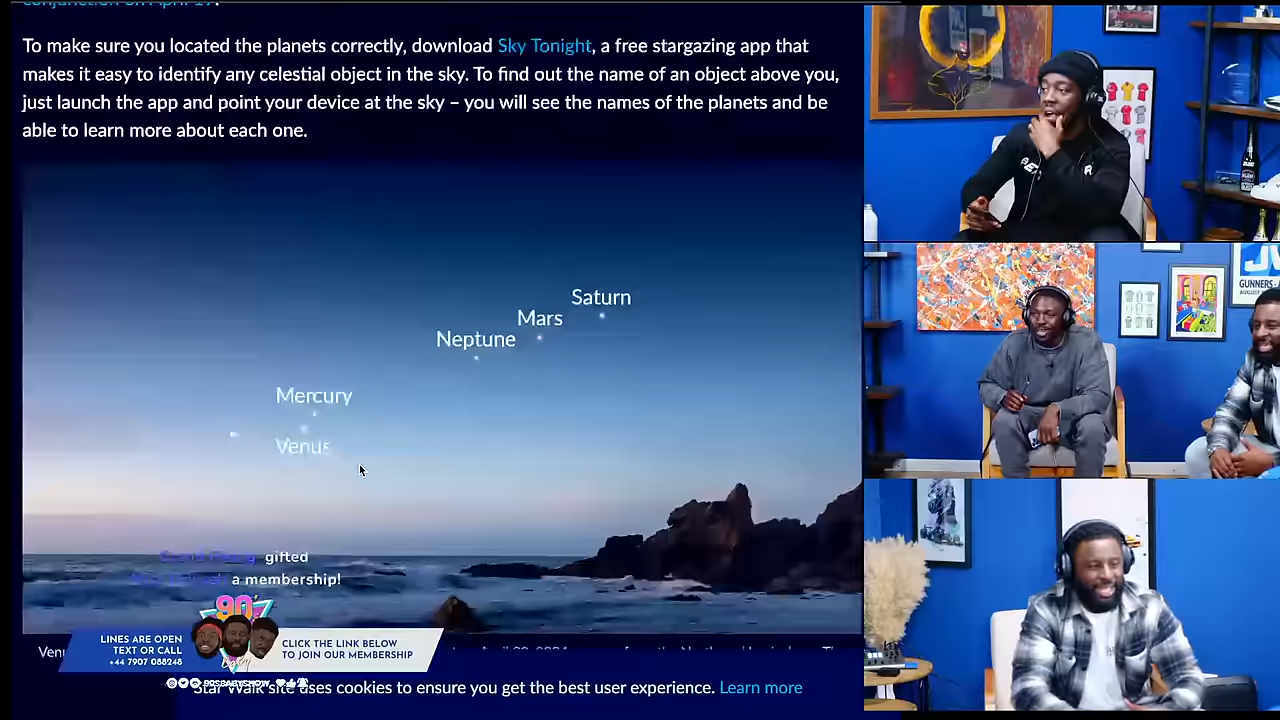 To make sure you located the planets correctly, download Sky Tonight, a free stargazing app that
makes it easy to identify any celestial object in the sky. To find out the name of an object above you,
just launch the app and point your device at the sky – you will see the names of the planets and be
able to learn more about each one.
Saturn
Mars
Neptune
Mercury
Venus
gifted
a membership!
90
LINES ARE OPEN
TEXT OR CALL
+44 7907 088248
CLICK THE LINK BELOW
TO JOIN OUR MEMBERSHIP
Star Walk site uses cookies to ensure you get the best user experience. Learn more
GUNNERS
AUGUST